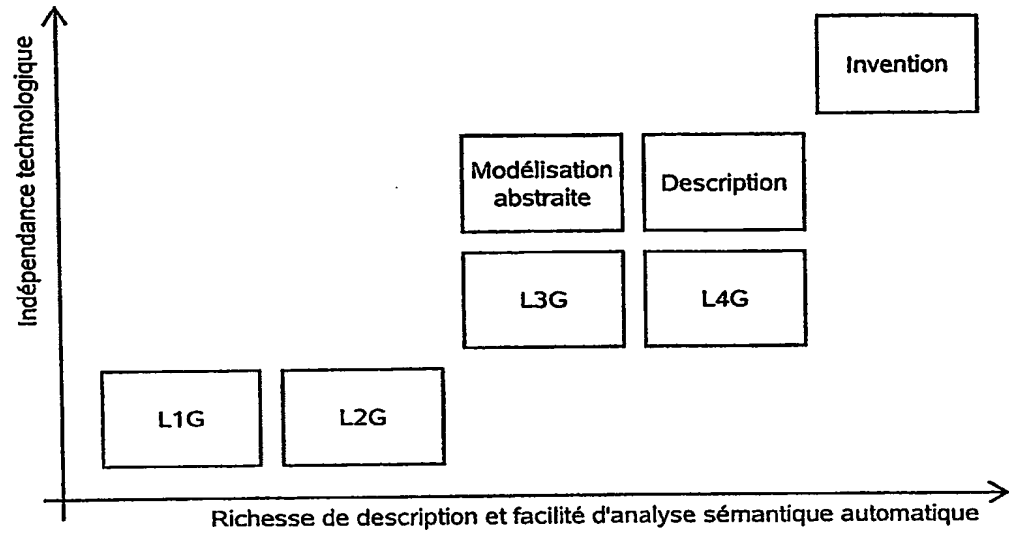 Indépendance technologique
Invention
Modélisation
abstraite
Description
L3G
L4G
L1G
L2G
Richesse de description et facilité d'analyse sémantique automatique